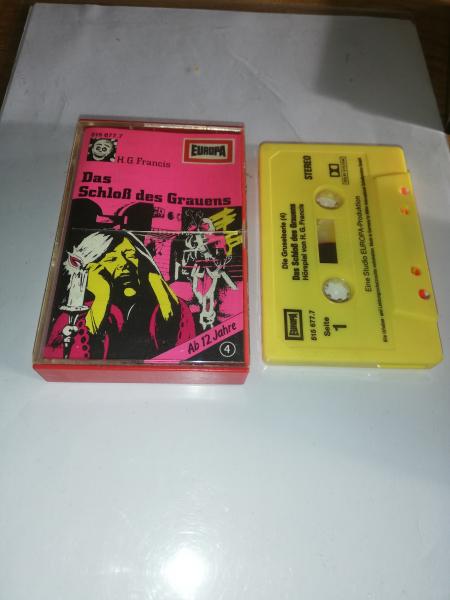 515 677.7
EUROPA
H.G. Francis
Das
Schloß des Grauens
Ab 12 Jahre
4
STEREO
Die Gruselserie (4)
Das Schloß des Grauens
Hörspiel von H. G. Francis
EUROPA
515 677.7
Seite
1
Eine Studio EUROPA-Produktion